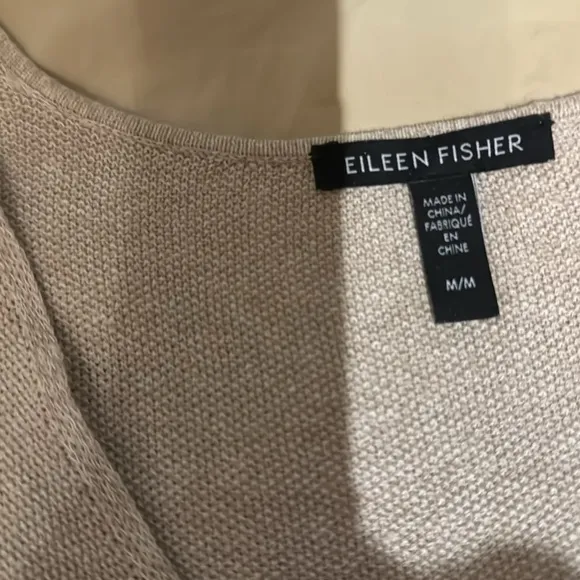 EILEEN FISHER
MADE IN
CHINA/
FABRIQUÉ
EN
CHINE
M/M